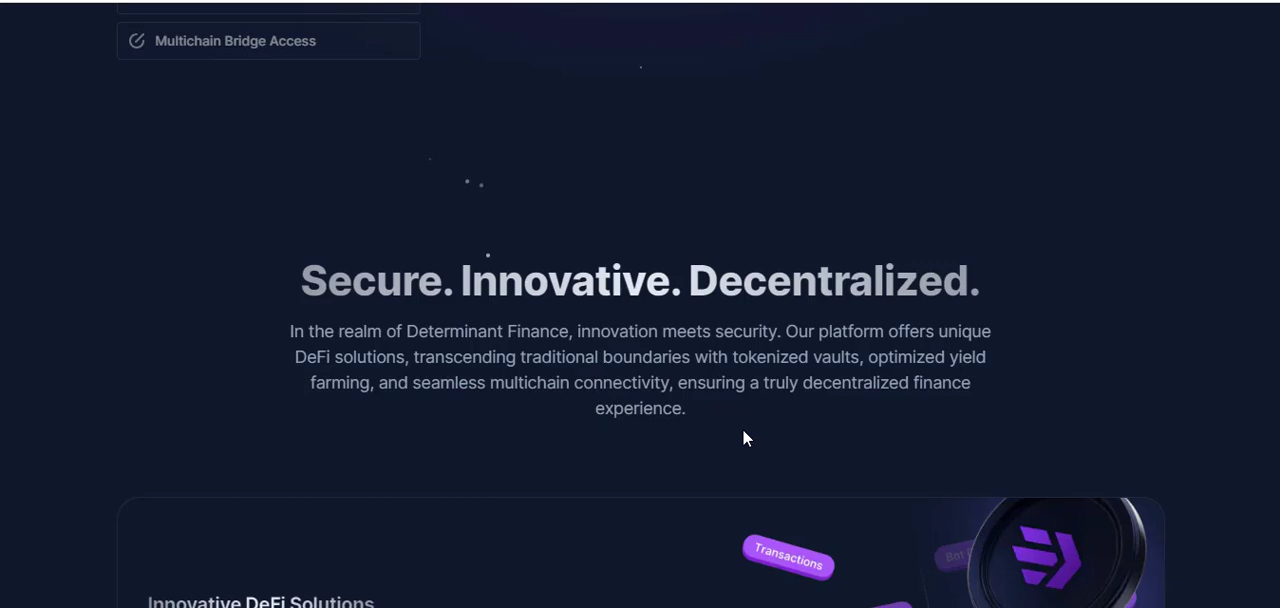 Multichain Bridge Access
Secure. Innovative. Decentralized.
In the realm of Determinant Finance, innovation meets security. Our platform offers unique
DeFi solutions, transcending traditional boundaries with tokenized vaults, optimized yield
farming, and seamless multichain connectivity, ensuring a truly decentralized finance
experience.
Transactions
Bot
Innovative DeFi Solutions